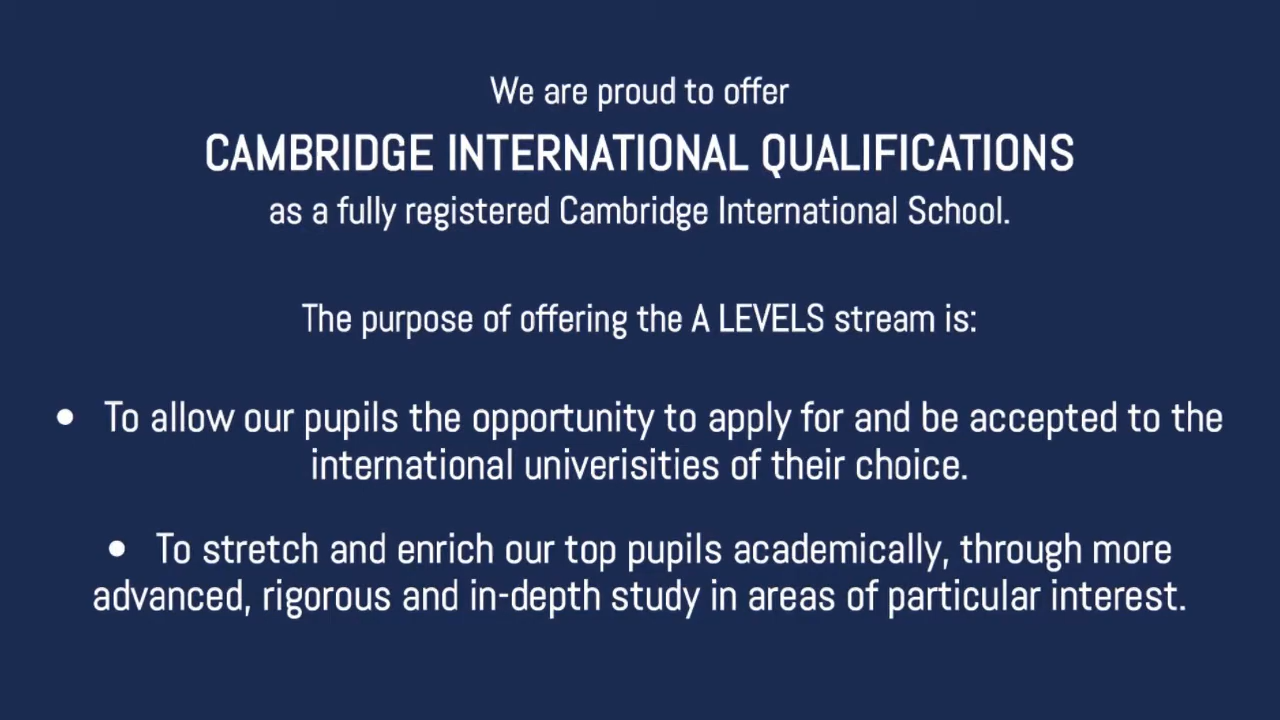 We are proud to offer
CAMBRIDGE INTERNATIONAL QUALIFICATIONS
as a fully registered Cambridge International School.
The purpose of offering the A LEVELS stream is:
• To allow our pupils the opportunity to apply for and be accepted to the
international univerisities of their choice.
• To stretch and enrich our top pupils academically, through more
advanced, rigorous and in-depth study in areas of particular interest.